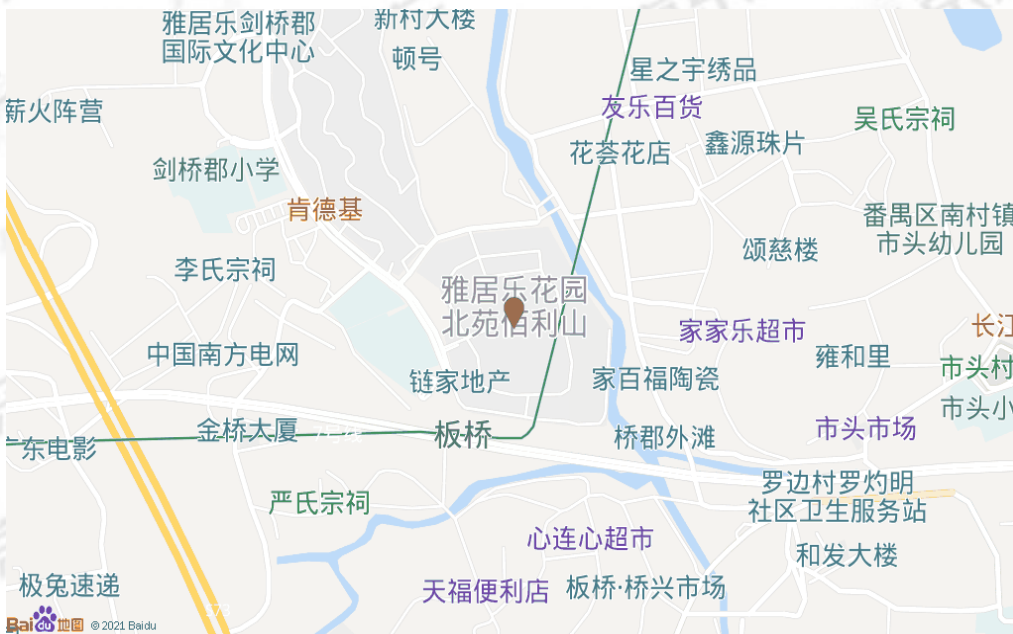 雅居乐剑桥郡
国际文化中心
新村大楼
顿号
星之宇绣品
友乐百货
薪火阵营
吴氏宗祠
鑫源珠片
花荟花店
剑桥郡小学
肯德基
番禺区南村镇
市头幼儿园
颂慈楼
李氏宗祠
雅居乐花园
北苑佰利山
家家乐超市
长江
中国南方电网
雍和里
市头村
链家地产
家百福陶瓷
市头小
金桥大厦
板桥
市头市场
广东电影
桥郡外滩
罗边村罗灼明
社区卫生服务站
严氏宗祠
心连心超市
和发大楼
极兔速递
天福便利店
板桥·桥兴市场
Bai du 地图 © 2021 Baidu